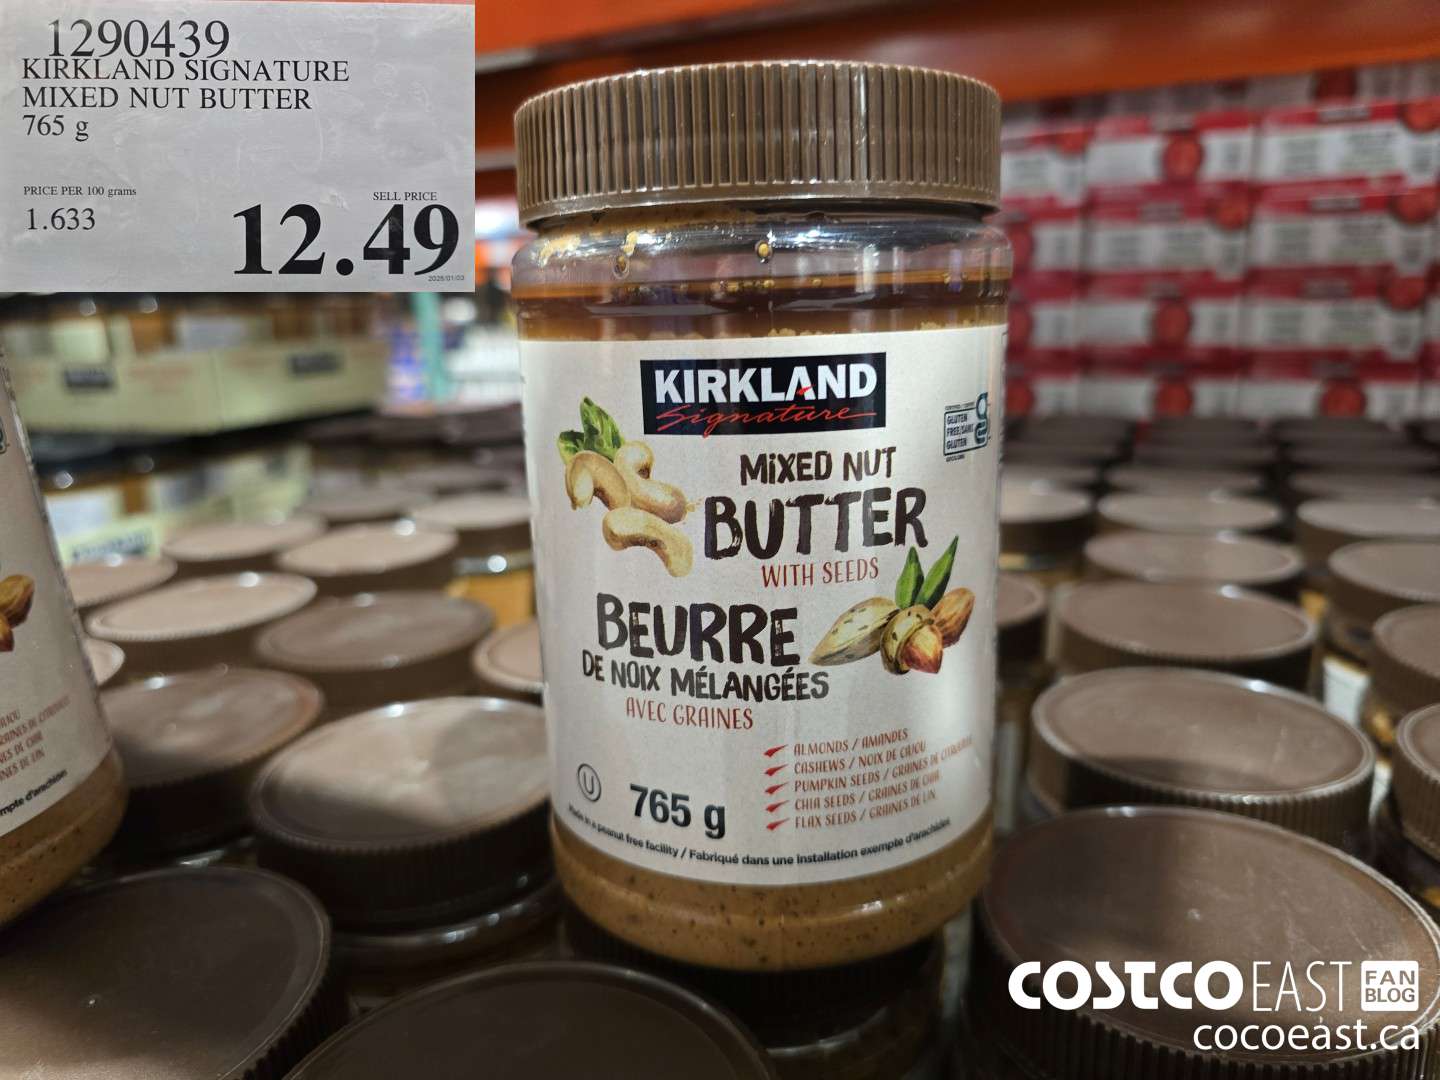 1290439
KIRKLAND SIGNATURE
MIXED NUT BUTTER
765 g
PRICE PER 100 grams
1.633
SELL PRICE
12.49
KIRKLAND
Signature
GLUTEN
FREE/SANS
GLUTEN
MIXED NUT
BUTTER
WITH SEEDS
BEURRE
DE NOIX MÉLANGÉES
AVEC GRAINES
ALMONDS / AMANDES
CASHEWS / NOIX DE CAJOU
PUMPKIN SEEDS / GRAINES DE CITROUILLE
CHIA SEEDS / GRAINES DE CHIA
FLAX SEEDS / GRAINES DE LIN
U
765 g
Made in a peanut free facility / Fabriqué dans une installation exempte d'arachides
COSTCO EAST FAN BLOG
cocoeast.ca